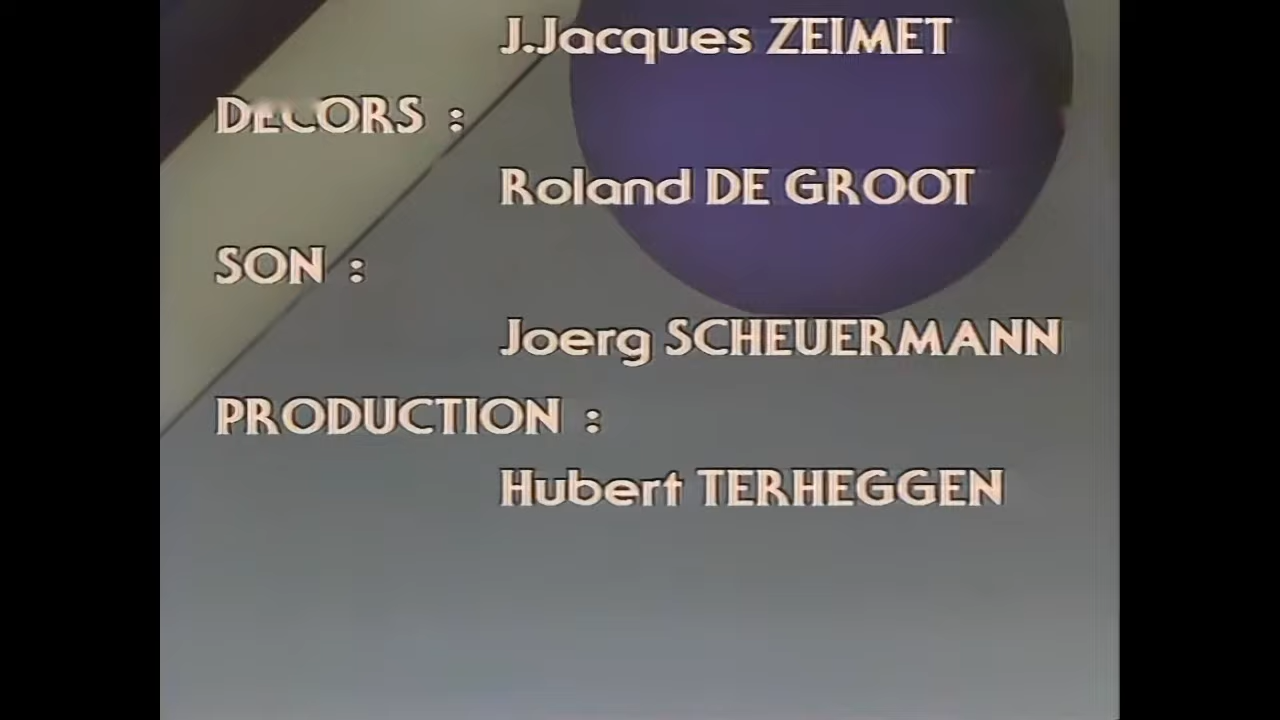 J.Jacques ZEIMET
DECORS :
Roland DE GROOT
SON :
Joerg SCHEUERMANN
PRODUCTION :
Hubert TERHEGGEN